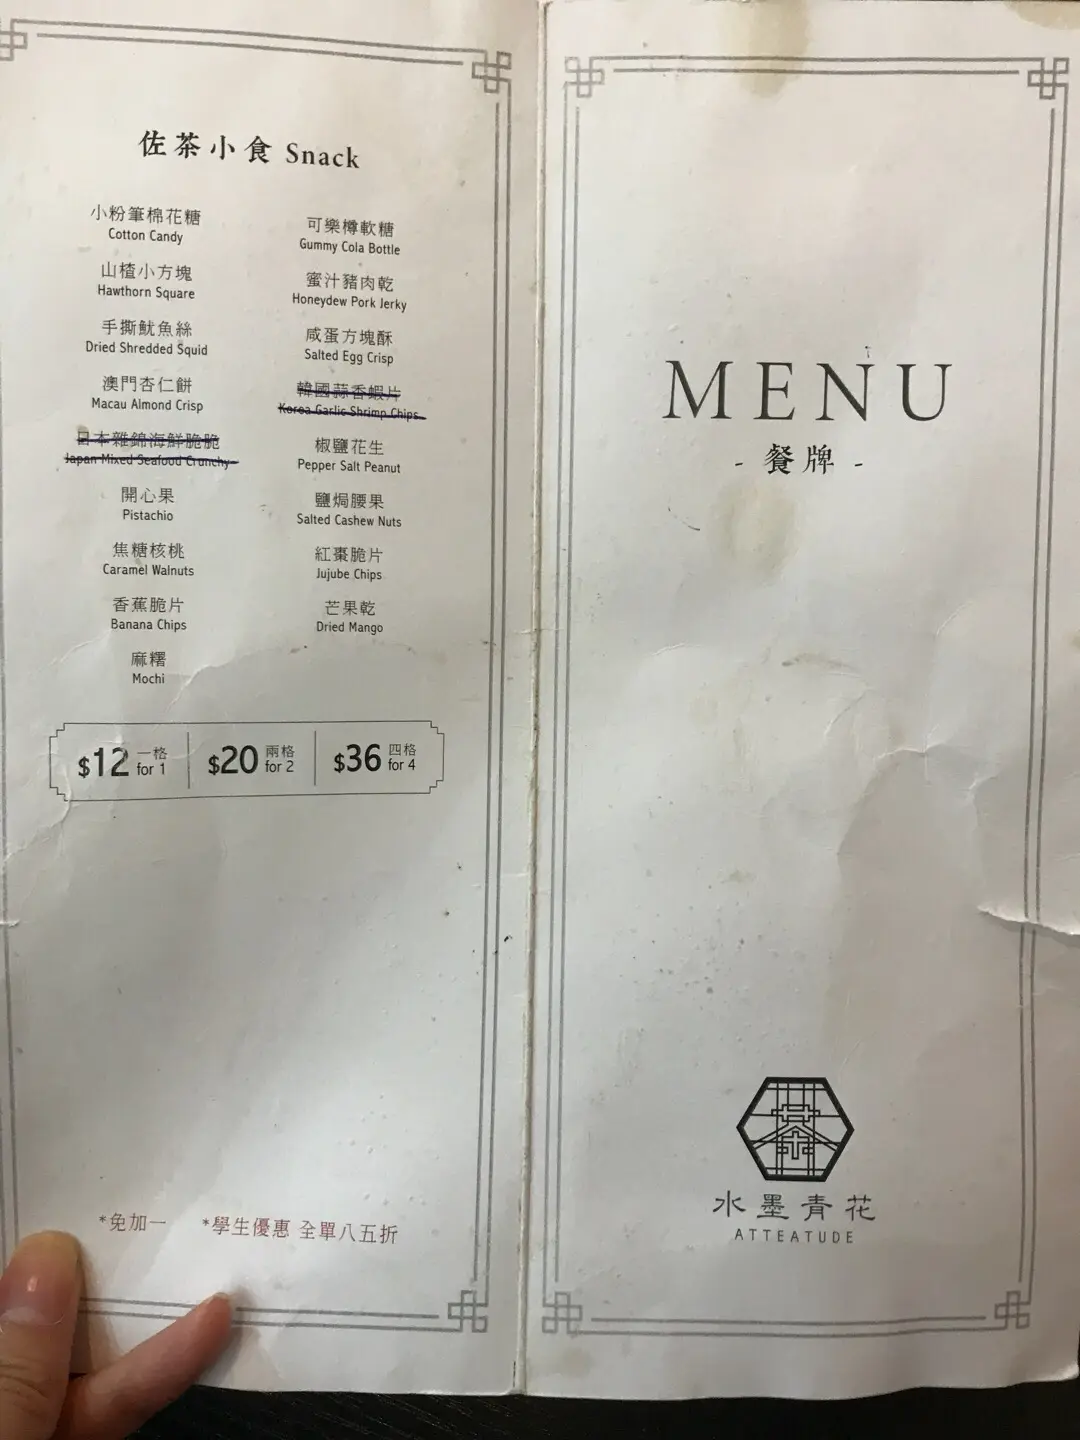 佐茶小食 Snack
小粉筆棉花糖
Cotton Candy
山楂小方塊
Hawthorn Square
手撕魷魚絲
Dried Shredded Squid
澳門杏仁餅
Macau Almond Crisp
日本雜錦海鮮脆脆
Japan Mixed Seafood Crunchy
開心果
Pistachio
焦糖核桃
Caramel Walnuts
香蕉脆片
Banana Chips
麻糬
Mochi
可樂樽軟糖
Gummy Cola Bottle
蜜汁豬肉乾
Honeydew Pork Jerky
咸蛋方塊酥
Salted Egg Crisp
韓國蒜香蝦片
Korea Garlic Shrimp Chips
椒鹽花生
Pepper Salt Peanut
鹽焗腰果
Salted Cashew Nuts
紅棗脆片
Jujube Chips
芒果乾
Dried Mango
$12 一格 for 1
$20 兩格 for 2
$36 四格 for 4
*免加一 *學生優惠 全單八五折
MENU
- 餐牌 -
茶
水墨青花
ATTEATUDE